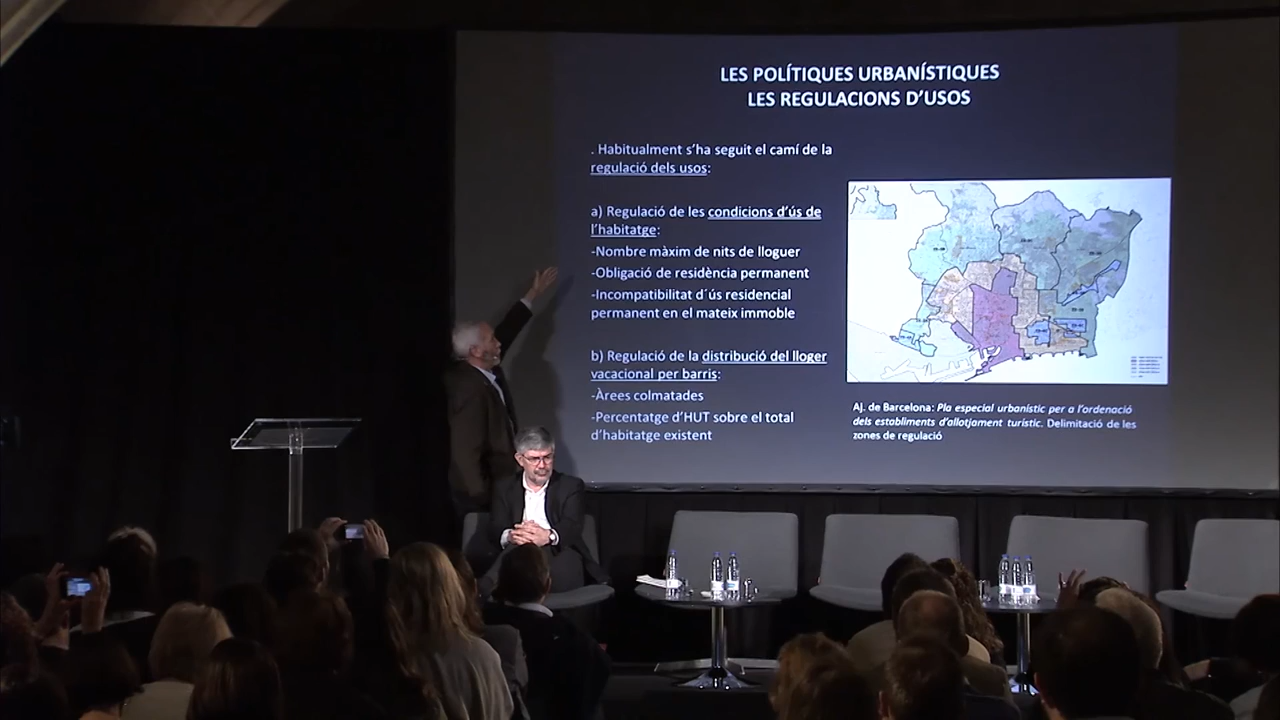 LES POLÍTIQUES URBANÍSTIQUES
LES REGULACIONS D'USOS
. Habitualment s'ha seguit el camí de la
regulació dels usos:
a) Regulació de les condicions d'ús de
l'habitatge:
-Nombre màxim de nits de lloguer
-Obligació de residència permanent
-Incompatibilitat d´ús residencial
permanent en el mateix immoble
b) Regulació de la distribució del lloguer
vacacional per barris:
-Àrees colmatades
-Percentatge d'HUT sobre el total
d'habitatge existent
AJ. de Barcelona: Pla especial urbanístic per a l'ordenació
dels establiments d'allotjament turístic. Delimitació de les
zones de regulació